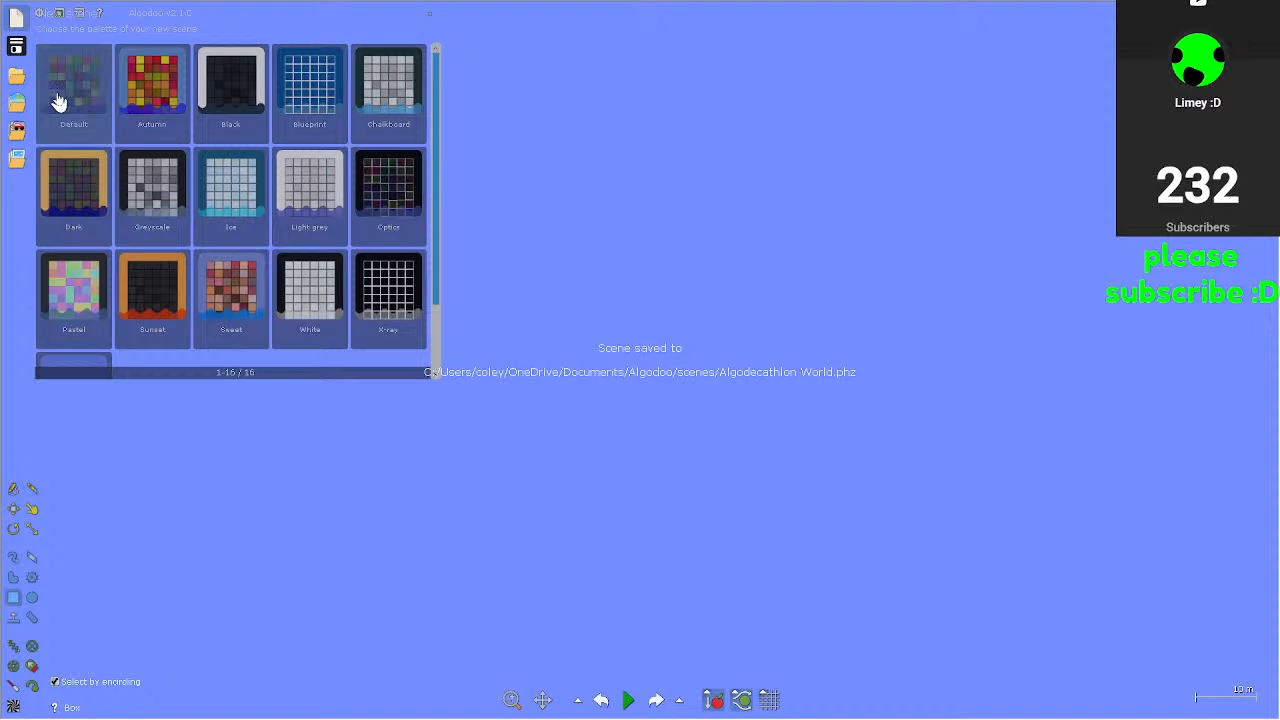 Algodoo v2.1.0
Choose the palette of your new scene
Default
Autumn
Black
Blueprint
Chalkboard
Dark
Greyscale
Ice
Light grey
Optics
Pastel
Sunset
Sweet
White
X-ray
1-16 / 16
Scene saved to
C:/Users/coley/OneDrive/Documents/Algodoo/scenes/Algodecathlon World.phz
Limey :D
232
Subscribers
please
subscribe :D
Select by encircling
? Box
10 m